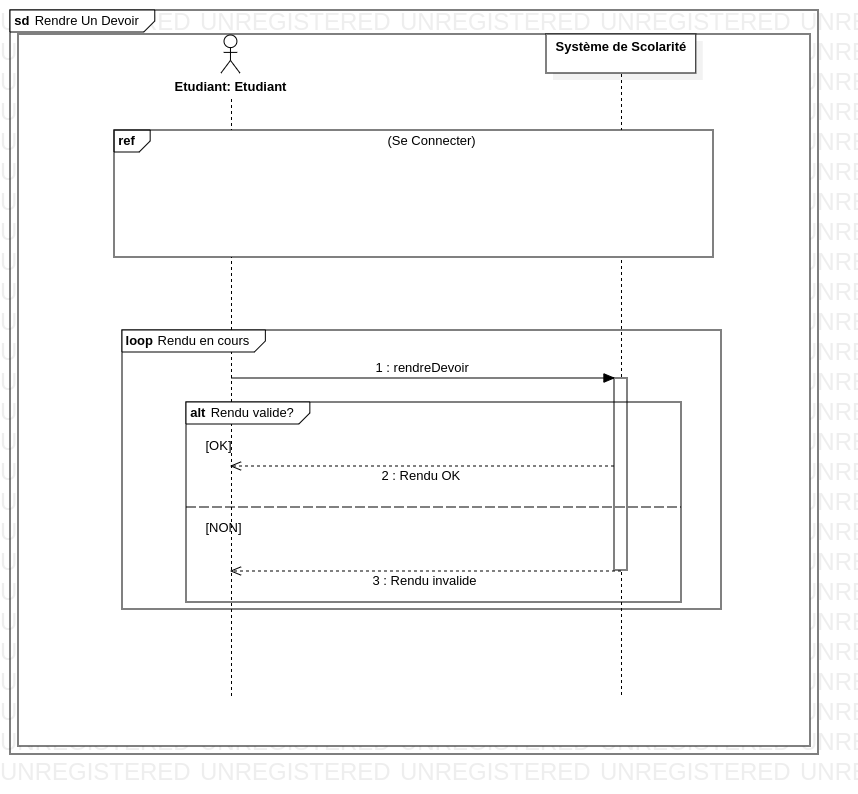 sd Rendre Un Devoir
Etudiant: Etudiant
Système de Scolarité
ref
(Se Connecter)
loop Rendu en cours
1 : rendreDevoir
alt Rendu valide?
[OK]
2 : Rendu OK
[NON]
3 : Rendu invalide
UNREGISTERED UNREGISTERED UNREGISTERED UNREGISTERED